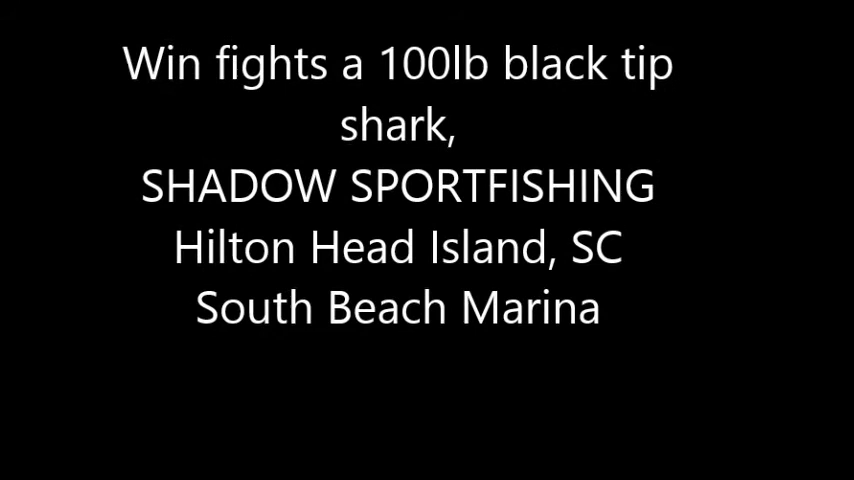 Win fights a 100lb black tip
shark,
SHADOW SPORTFISHING
Hilton Head Island, SC
South Beach Marina